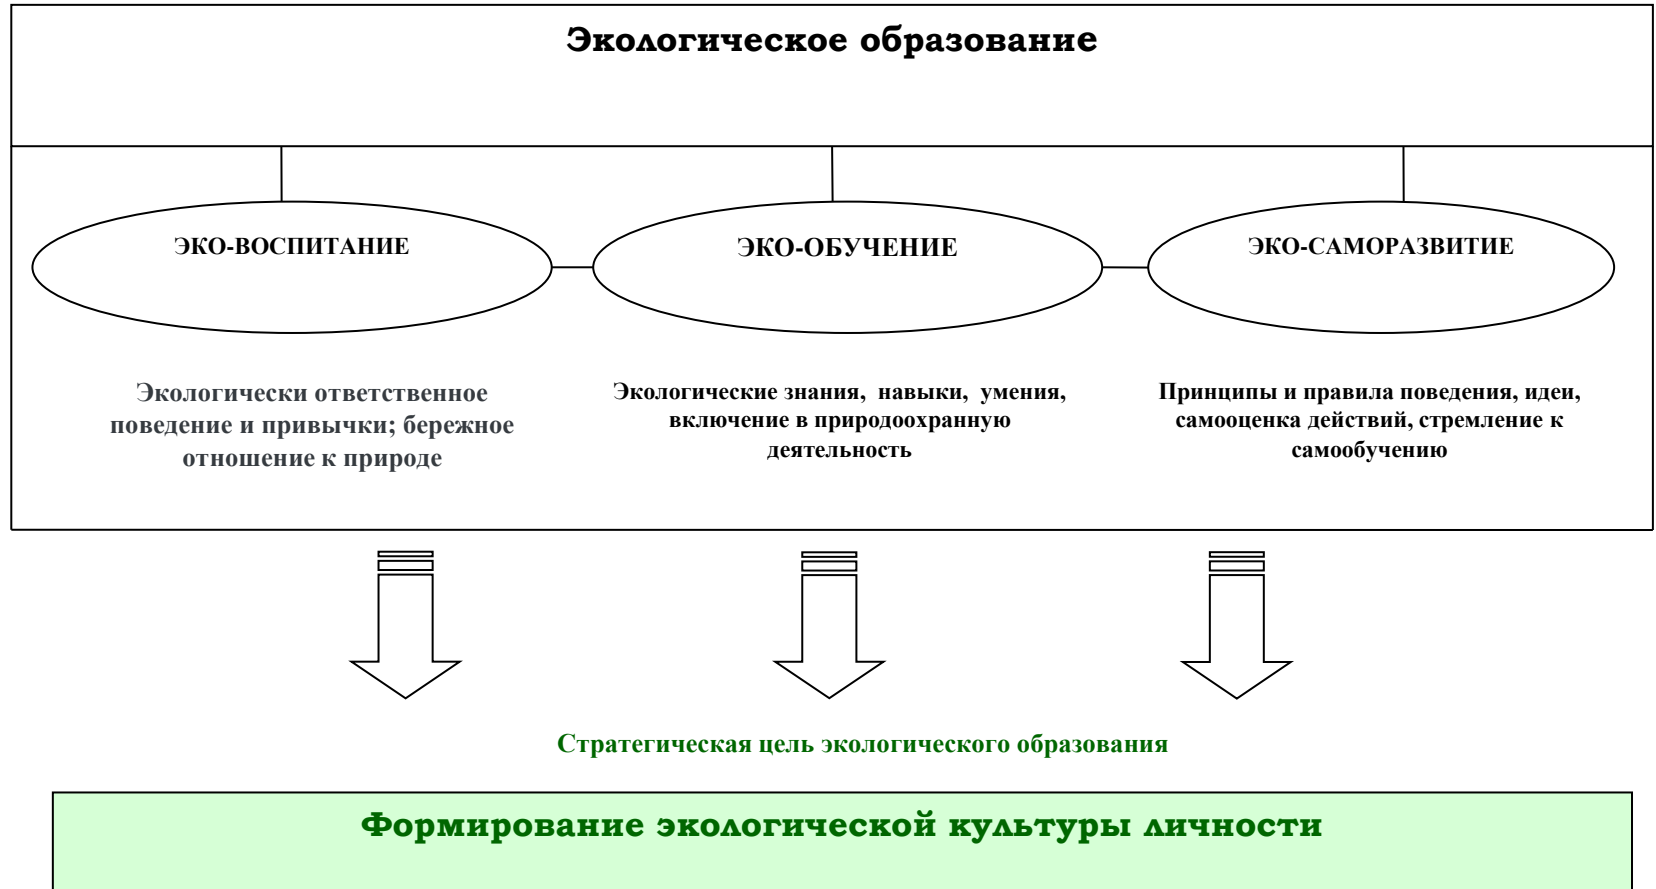 Экологическое образование
ЭКО-ВОСПИТАНИЕ
ЭКО-ОБУЧЕНИЕ
ЭКО-САМОРАЗВИТИЕ
Экологически ответственное
поведение и привычки; бережное
отношение к природе
Экологические знания, навыки, умения,
включение в природоохранную
деятельность
Принципы и правила поведения, идеи,
самооценка действий, стремление к
самообучению
Стратегическая цель экологического образования
Формирование экологической культуры личности